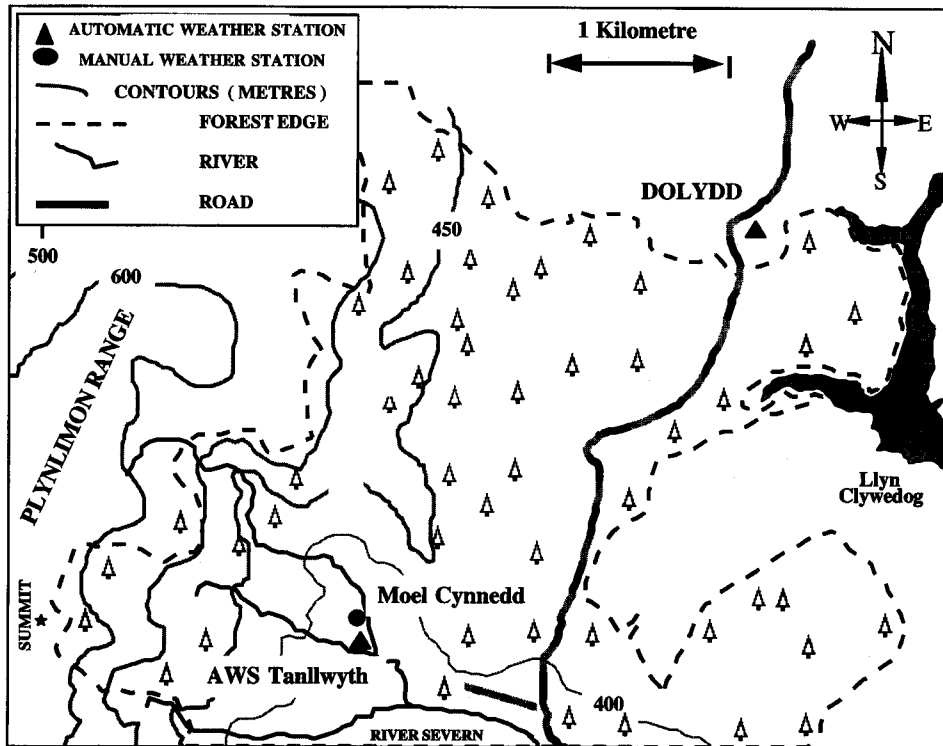 AUTOMATIC WEATHER STATION
MANUAL WEATHER STATION
CONTOURS ( METRES )
FOREST EDGE
RIVER
ROAD
1 Kilometre
N
W E
S
DOLYDD
450
500
600
PLYNLIMON RANGE
Llyn
Clywedog
SUMMIT
Moel Cynnedd
AWS Tanllwyth
400
RIVER SEVERN